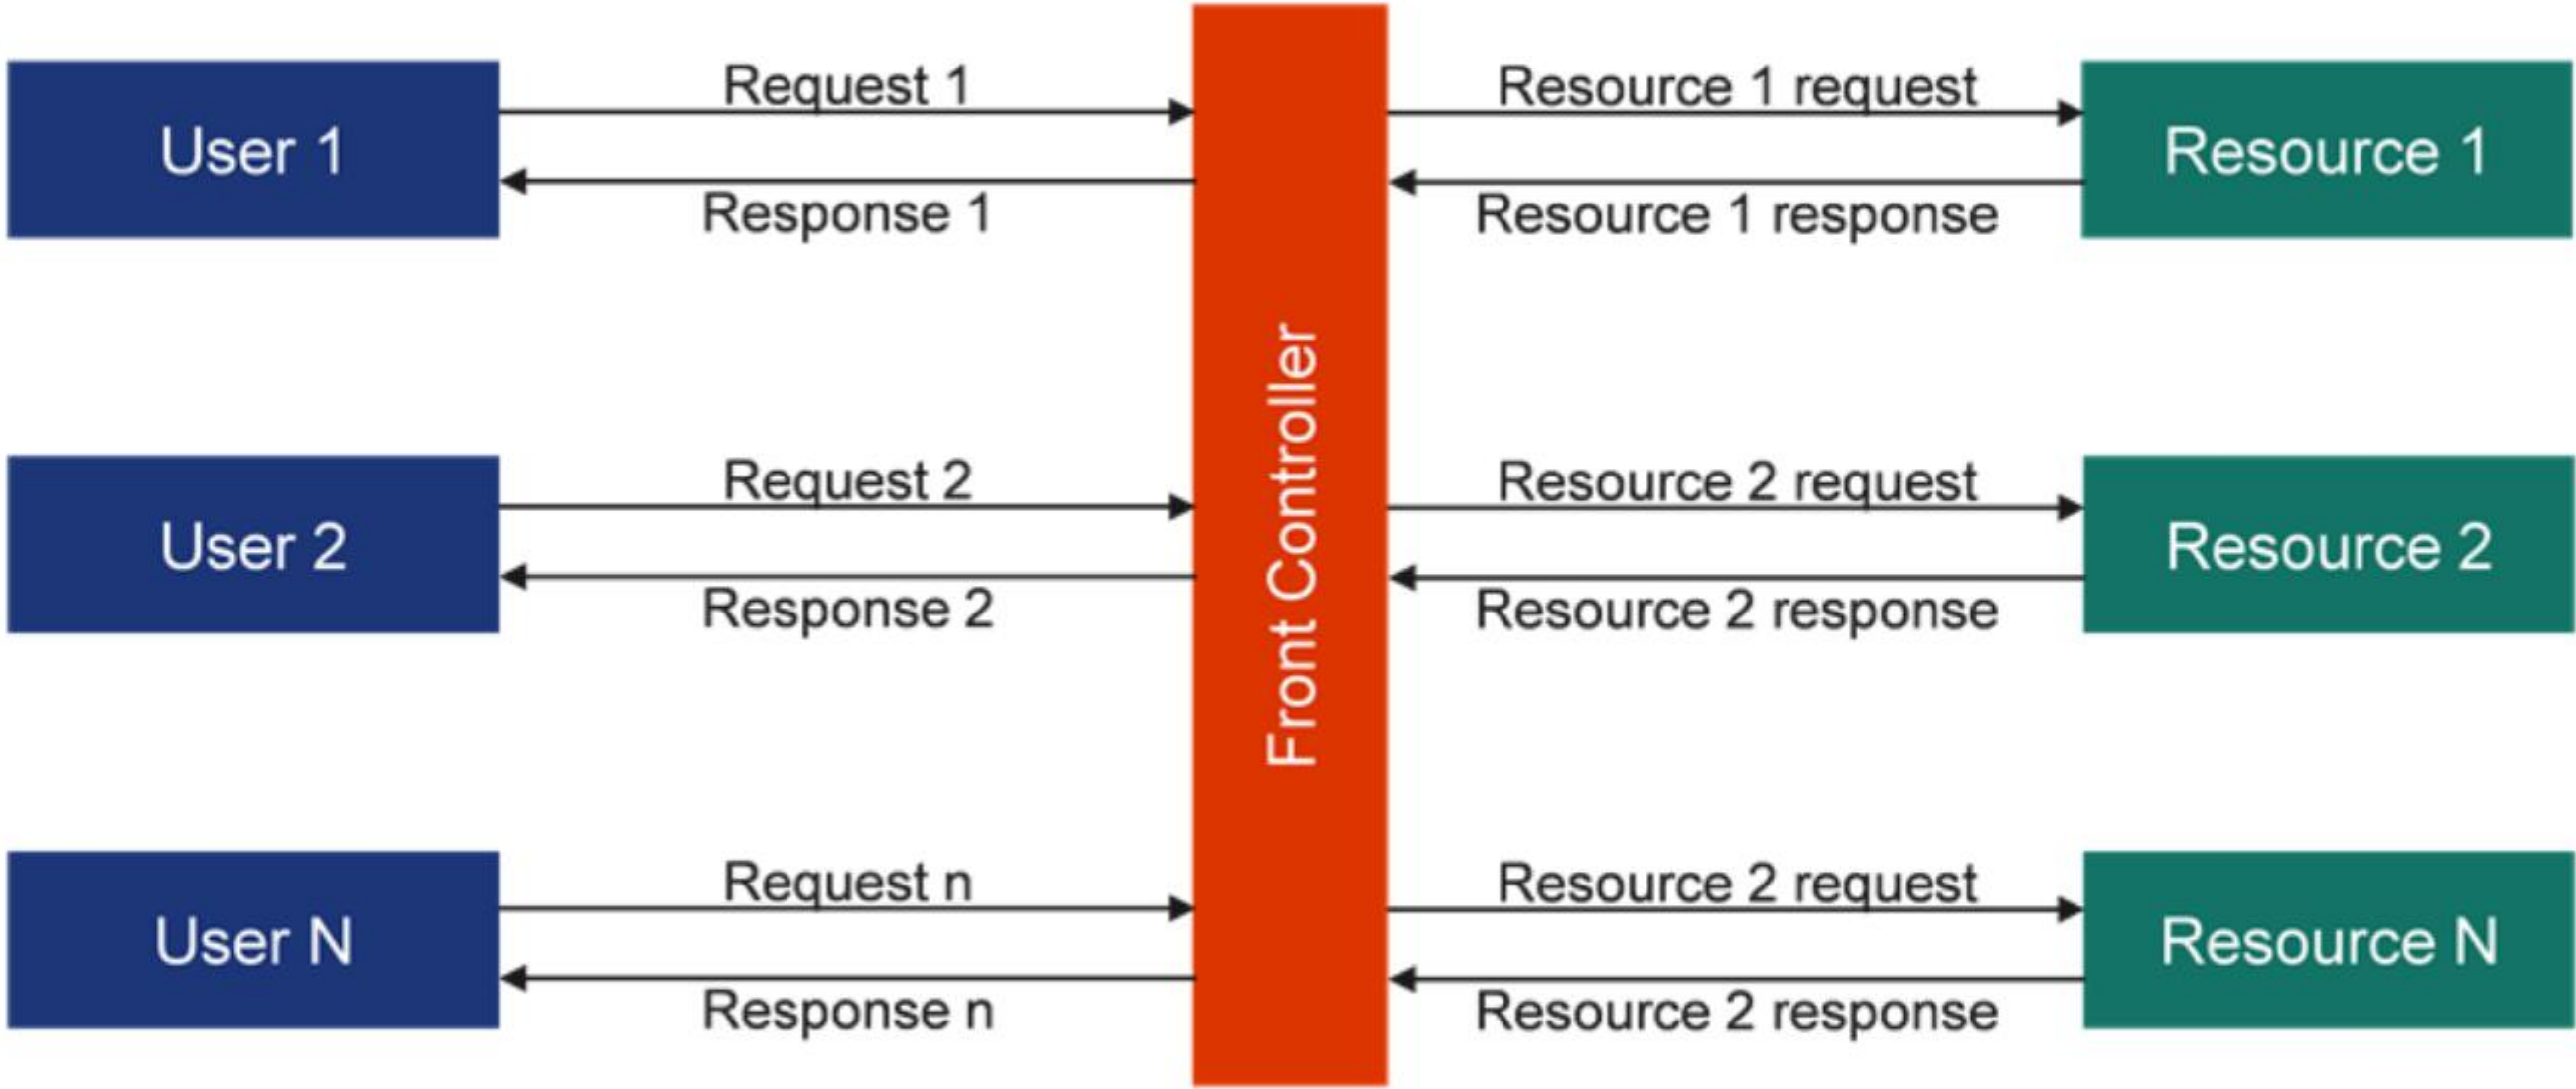 Request 1
Resource 1 request
User 1
Resource 1
Response 1
Resource 1 response
Front Controller
Request 2
Resource 2 request
User 2
Resource 2
Response 2
Resource 2 response
Request n
Resource 2 request
User N
Resource N
Response n
Resource 2 response